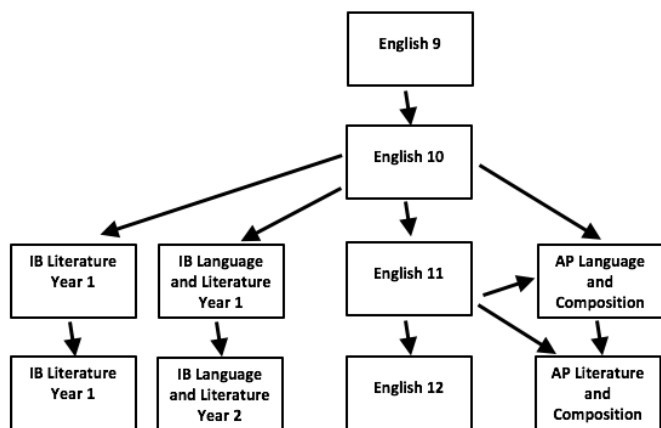 English 9
English 10
IB Literature
Year 1
IB Language
and Literature
Year 1
English 11
AP Language
and
Composition
IB Literature
Year 1
IB Language
and Literature
Year 2
English 12
AP Literature
and
Composition